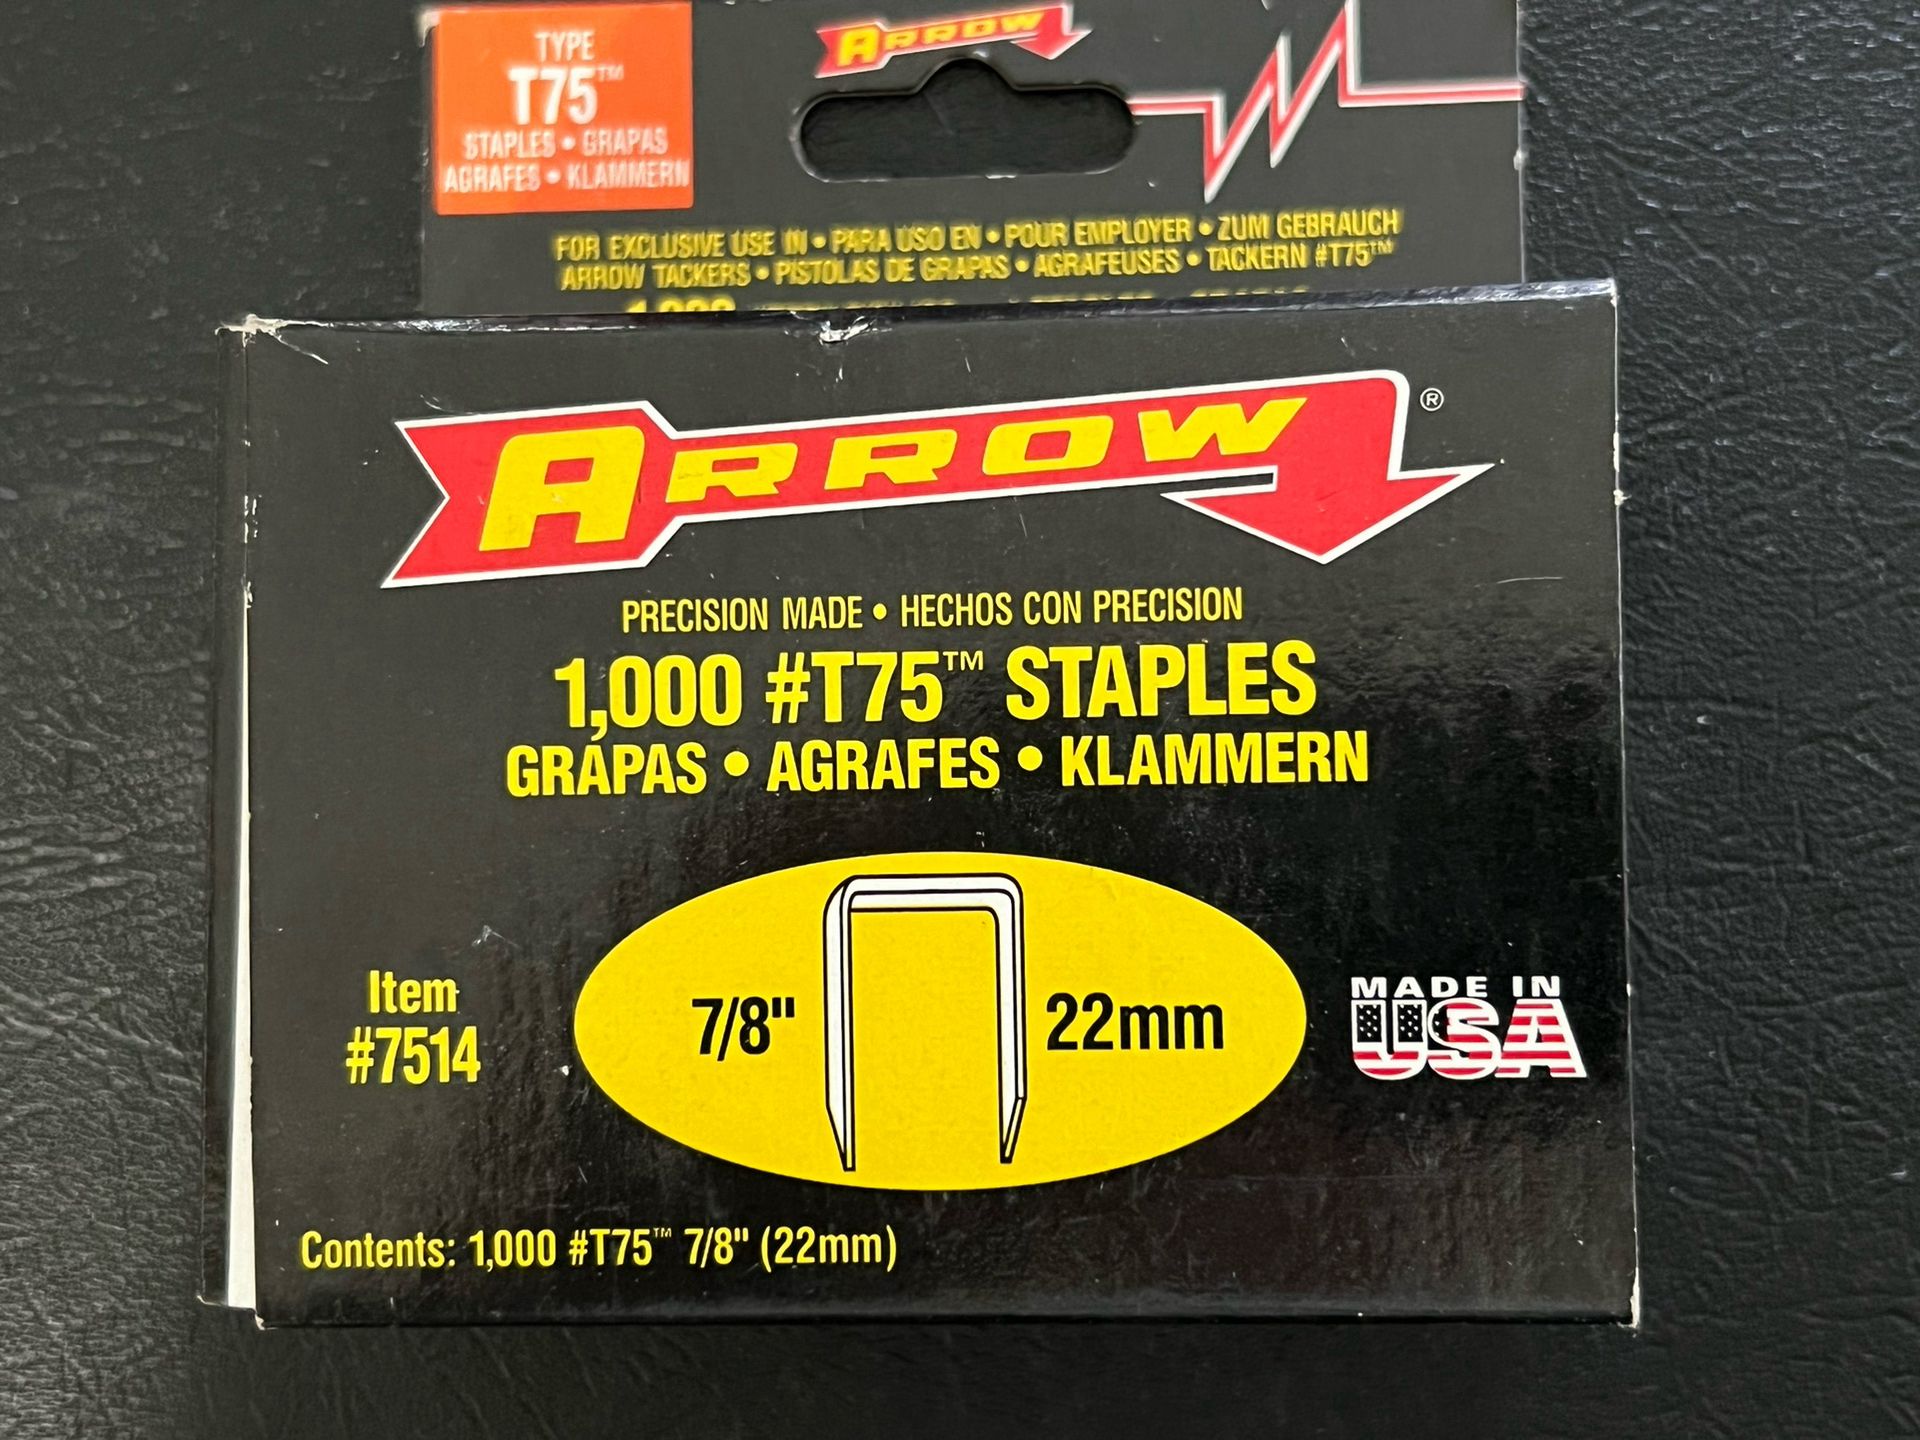 TYPE
T75™
STAPLES • GRAPAS
AGRAFES • KLAMMERN
ARROW
FOR EXCLUSIVE USE IN • PARA USO EN • POUR EMPLOYER • ZUM GEBRAUCH
ARROW TACKERS • PISTOLAS DE GRAPAS • AGRAFEUSES • TACKERN #T75™
ARROW®
PRECISION MADE • HECHOS CON PRECISION
1,000 #T75™ STAPLES
GRAPAS • AGRAFES • KLAMMERN
7/8" 22mm
Item
#7514
MADE IN
USA
Contents: 1,000 #T75™ 7/8" (22mm)